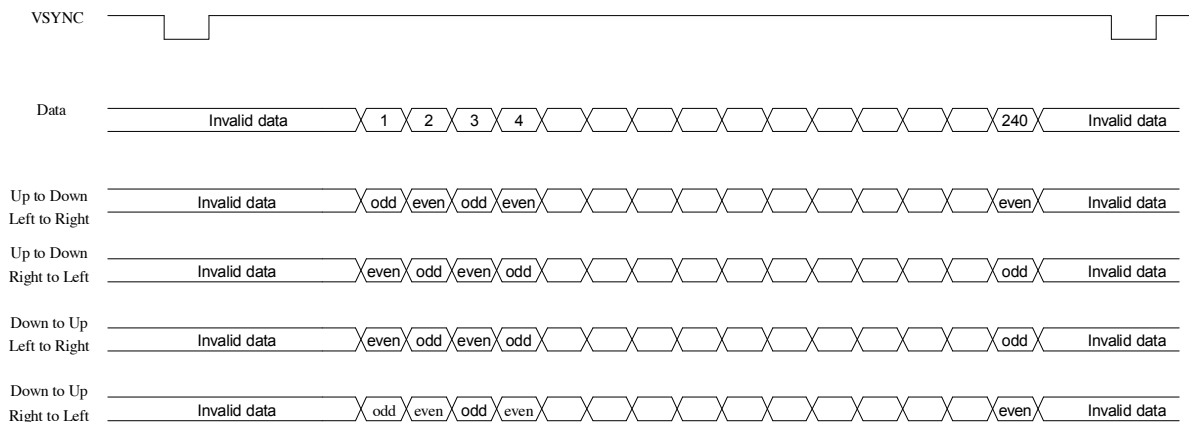 VSYNC
Data Invalid data 1 2 3 4 240 Invalid data
Up to Down
Left to Right
Invalid data odd even odd even even Invalid data
Up to Down
Right to Left
Invalid data even odd even odd odd Invalid data
Down to Up
Left to Right
Invalid data even odd even odd odd Invalid data
Down to Up
Right to Left
Invalid data odd even odd even even Invalid data